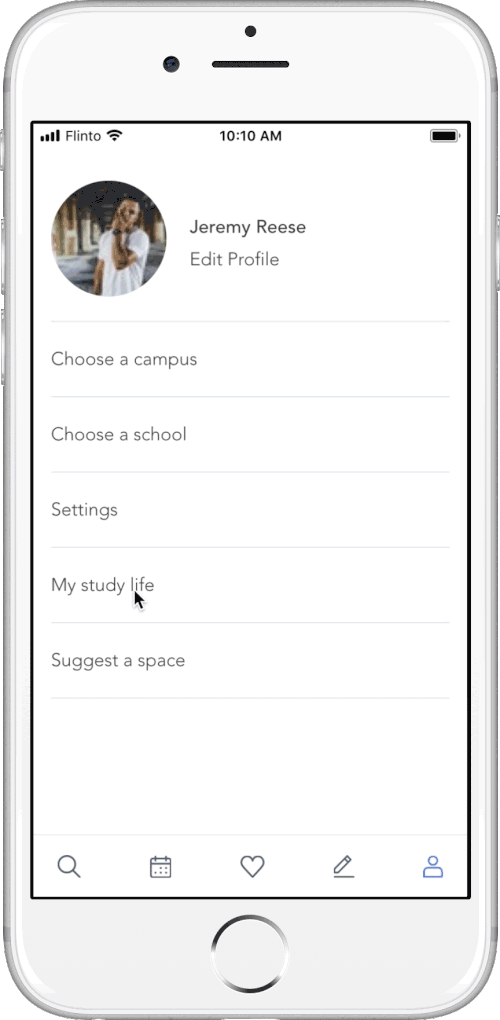 Flinto
10:10 AM
Jeremy Reese
Edit Profile
Choose a campus
Choose a school
Settings
My study life
Suggest a space